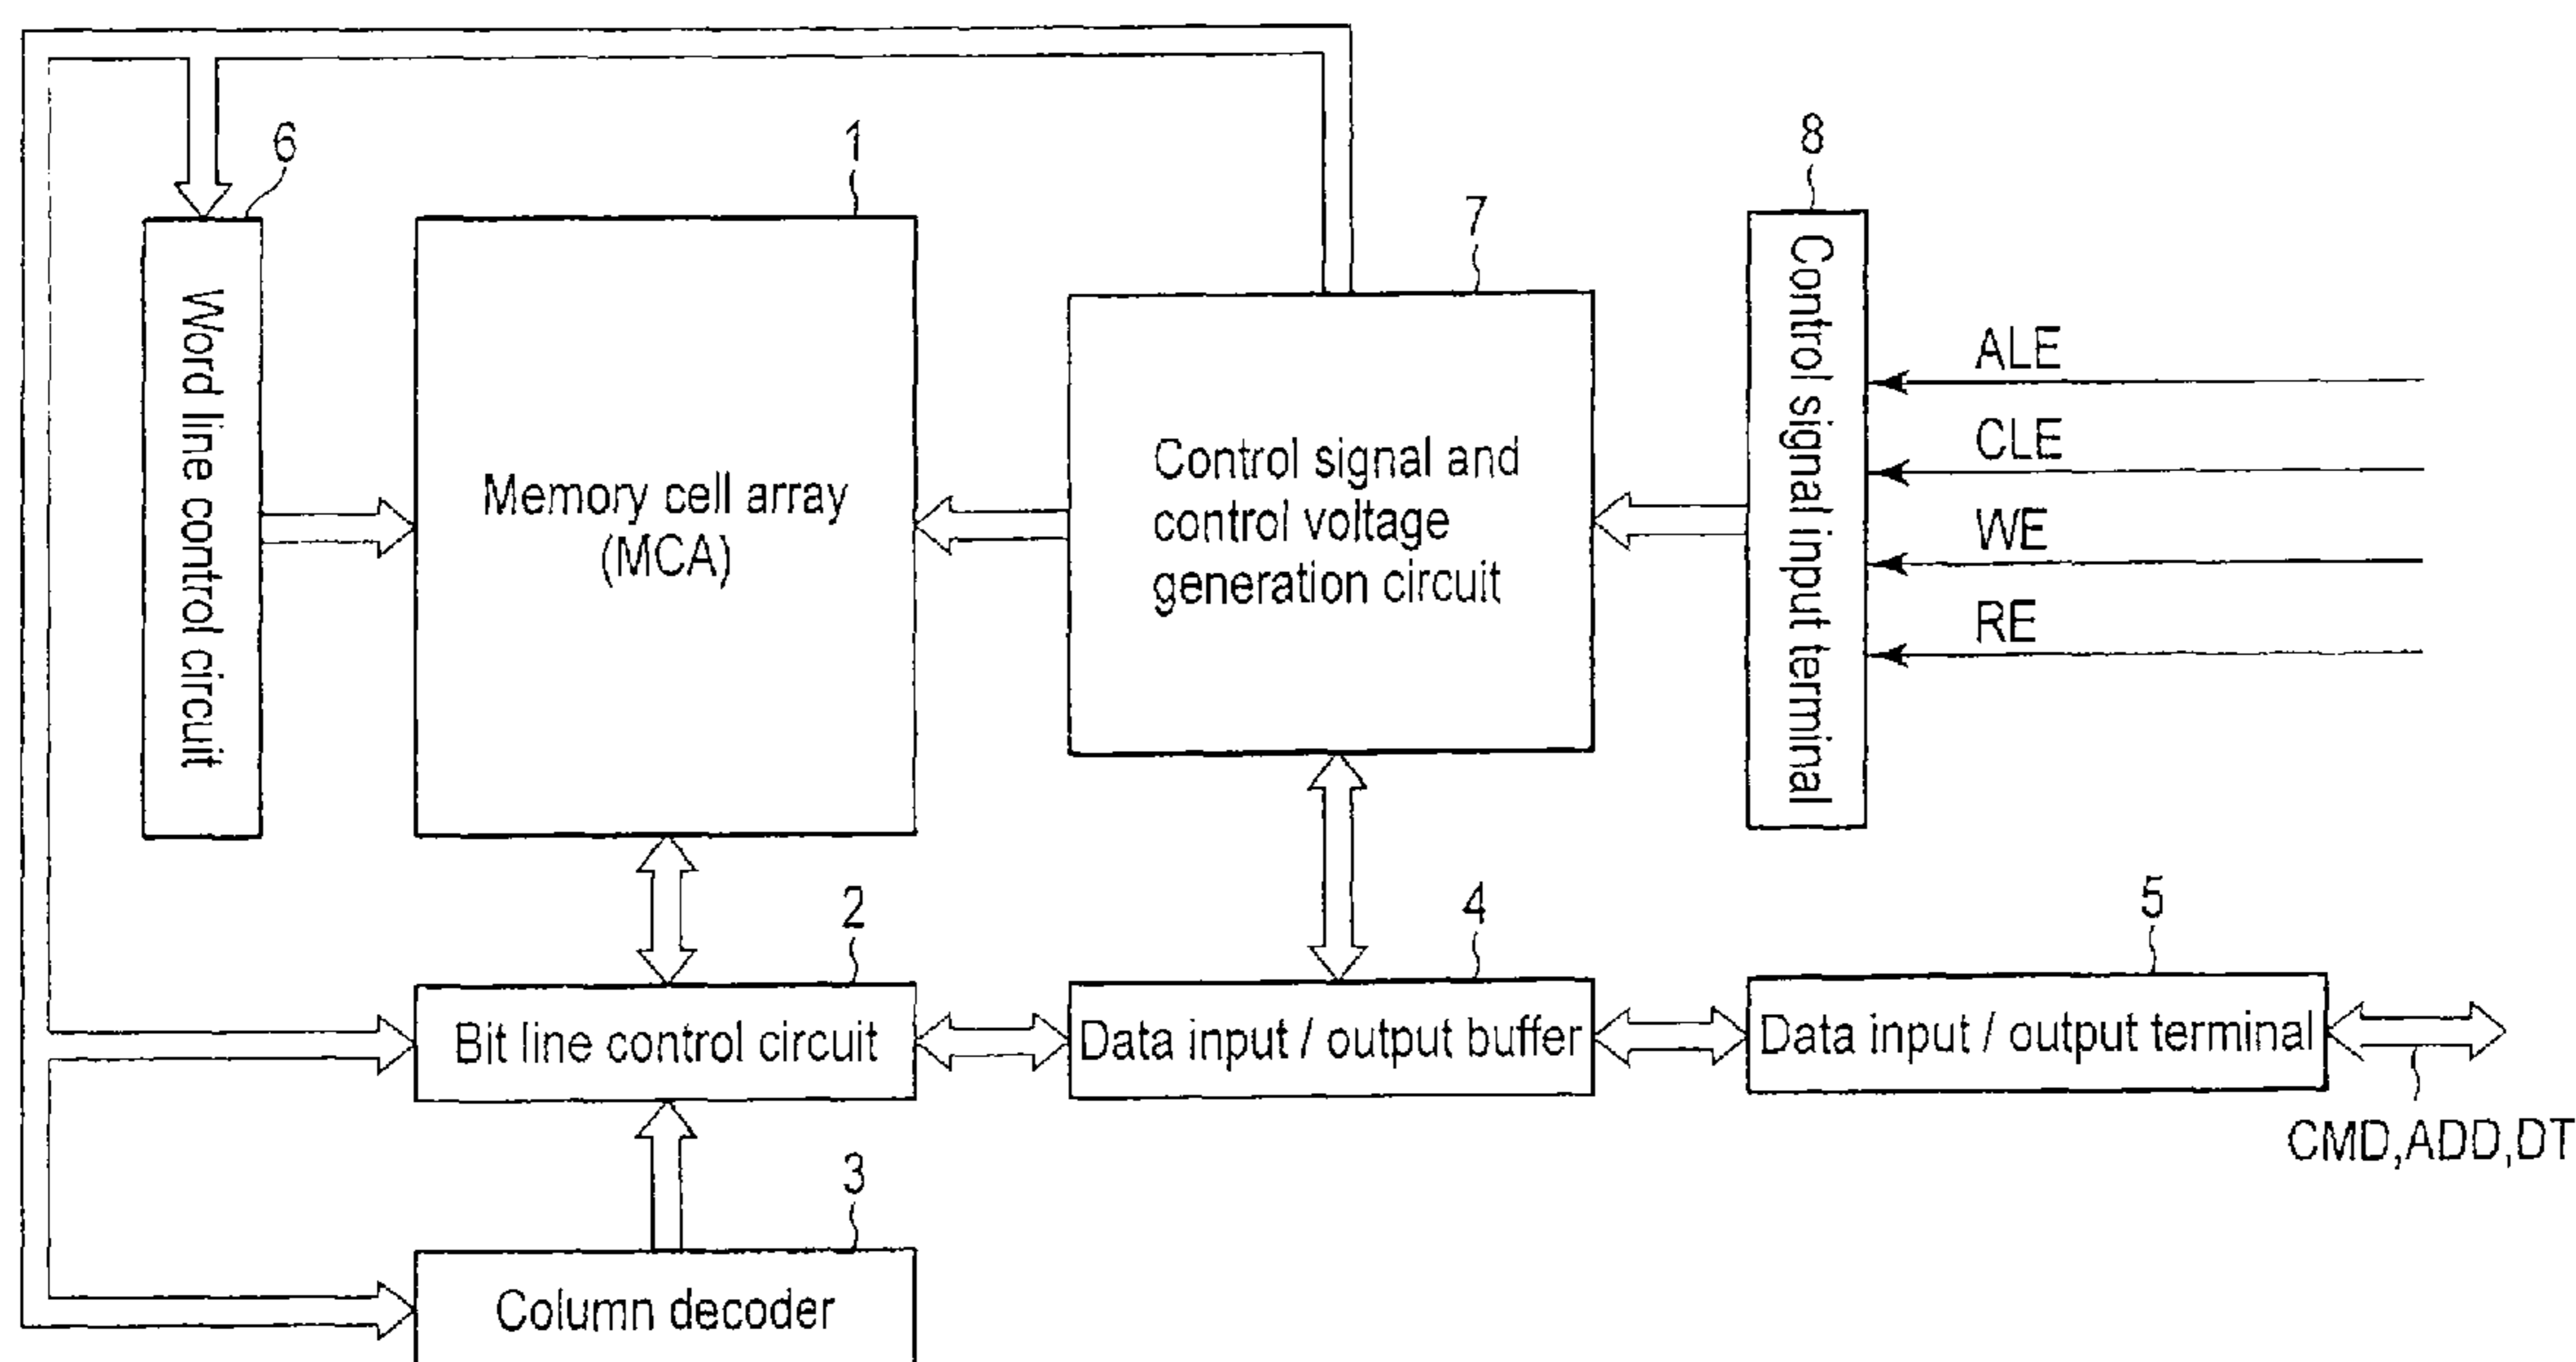 6
1
8
7
Word line control circuit
Memory cell array
(MCA)
Control signal and
control voltage
generation circuit
Control signal input terminal
ALE
CLE
WE
RE
2
4
5
Bit line control circuit
Data input / output buffer
Data input / output terminal
CMD,ADD,DT
3
Column decoder